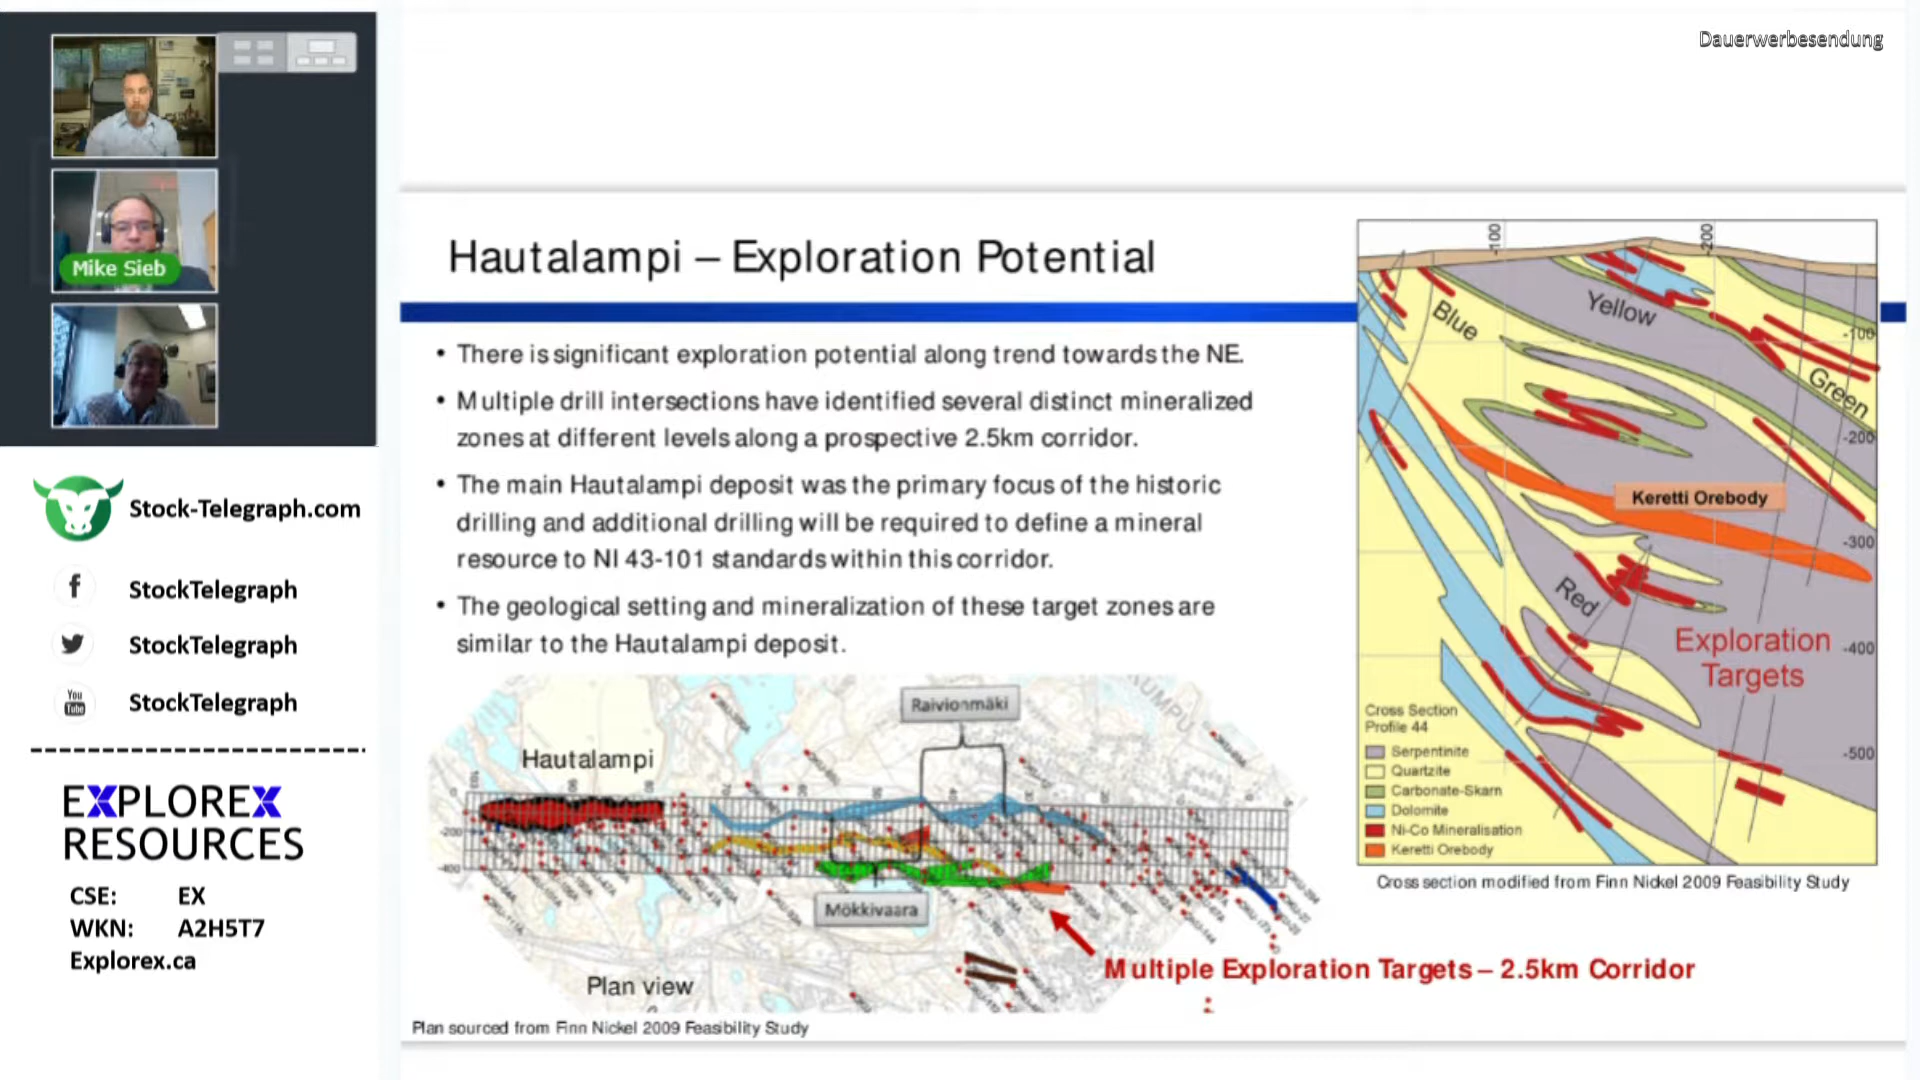 Dauerwerbesendung
Mike Sieb
Stock-Telegraph.com
StockTelegraph
StockTelegraph
You
Tube
StockTelegraph
EXPLOREX
RESOURCES
CSE: EX
WKN: A2H5T7
Explorex.ca
Hautalampi – Exploration Potential
• There is significant exploration potential along trend towards the NE.
• Multiple drill intersections have identified several distinct mineralized
zones at different levels along a prospective 2.5km corridor.
• The main Hautalampi deposit was the primary focus of the historic
drilling and additional drilling will be required to define a mineral
resource to NI 43-101 standards within this corridor.
• The geological setting and mineralization of these target zones are
similar to the Hautalampi deposit.
Raivionmäki
Hautalampi
-200
-400
Mökkivaara
Plan view
Multiple Exploration Targets – 2.5km Corridor
Plan sourced from Finn Nickel 2009 Feasibility Study
-100
-200
Blue
Yellow
Green
-100
-200
Keretti Orebody
-300
Red
Exploration
Targets
-400
-500
Cross Section
Profile 44
Serpentinite
Quartzite
Carbonate-Skarn
Dolomite
Ni-Co Mineralisation
Keretti Orebody
Cross section modified from Finn Nickel 2009 Feasibility Study